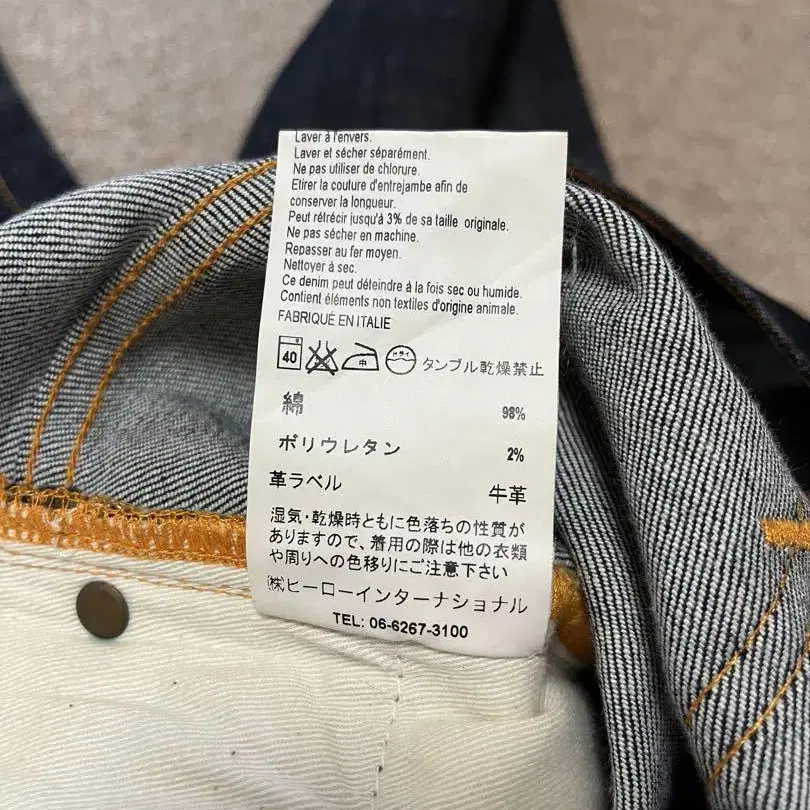 Laver à l'envers.
Laver et sécher séparément.
Ne pas utiliser de chlorure.
Etirer la couture d'entrejambe afin de
conserver la longueur.
Peut rétrécir jusqu'à 3% de sa taille originale.
Ne pas sécher en machine.
Repasser au fer moyen.
Nettoyer à sec.
Ce denim peut déteindre à la fois sec ou humide.
Contient éléments non textiles d'origine animale.
FABRIQUÉ EN ITALIE
40 中 ドライ タンブル乾燥禁止
綿 98%
ポリウレタン 2%
革ラベル 牛革
湿気・乾燥時ともに色落ちの性質が
ありますので、着用の際は他の衣類
や周りへの色移りにご注意下さい
㈱ヒーローインターナショナル
TEL: 06-6267-3100